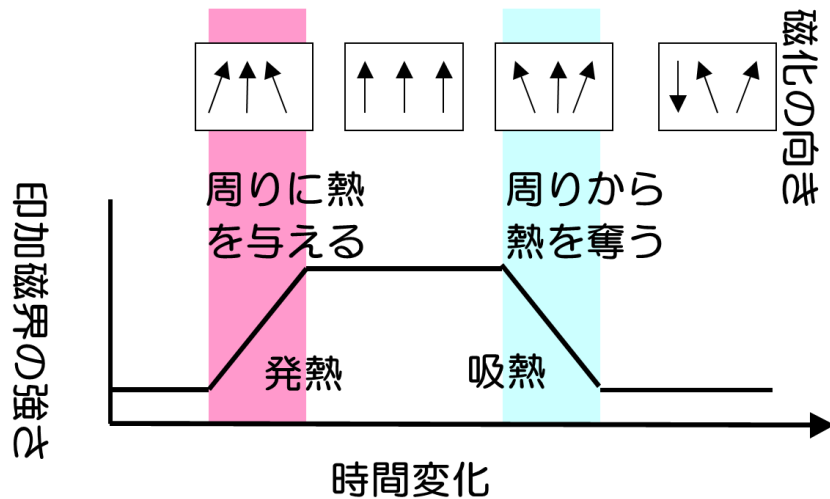 磁化の向き
周りに熱
を与える
周りから
熱を奪う
印加磁界の強さ
発熱
吸熱
時間変化